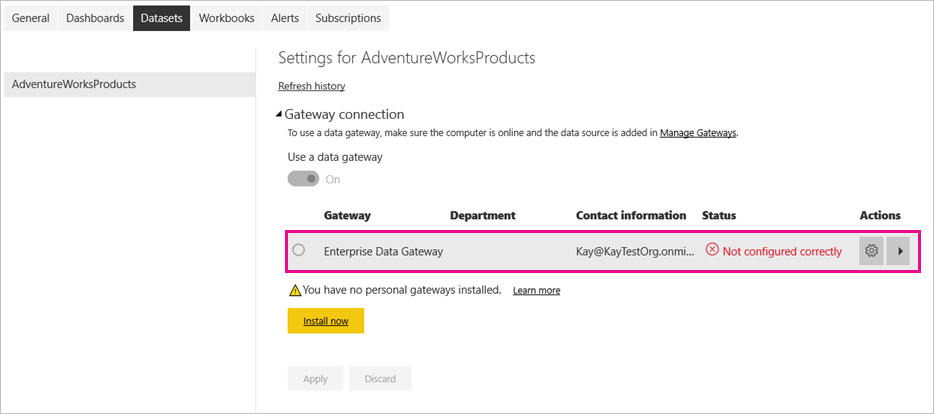 General Dashboards Datasets Workbooks Alerts Subscriptions
AdventureWorksProducts
Settings for AdventureWorksProducts
Refresh history
Gateway connection
To use a data gateway, make sure the computer is online and the data source is added in Manage Gateways.
Use a data gateway
On
Gateway Department Contact information Status Actions
Enterprise Data Gateway Kay@KayTestOrg.onmi... Not configured correctly
You have no personal gateways installed. Learn more
Install now
Apply Discard